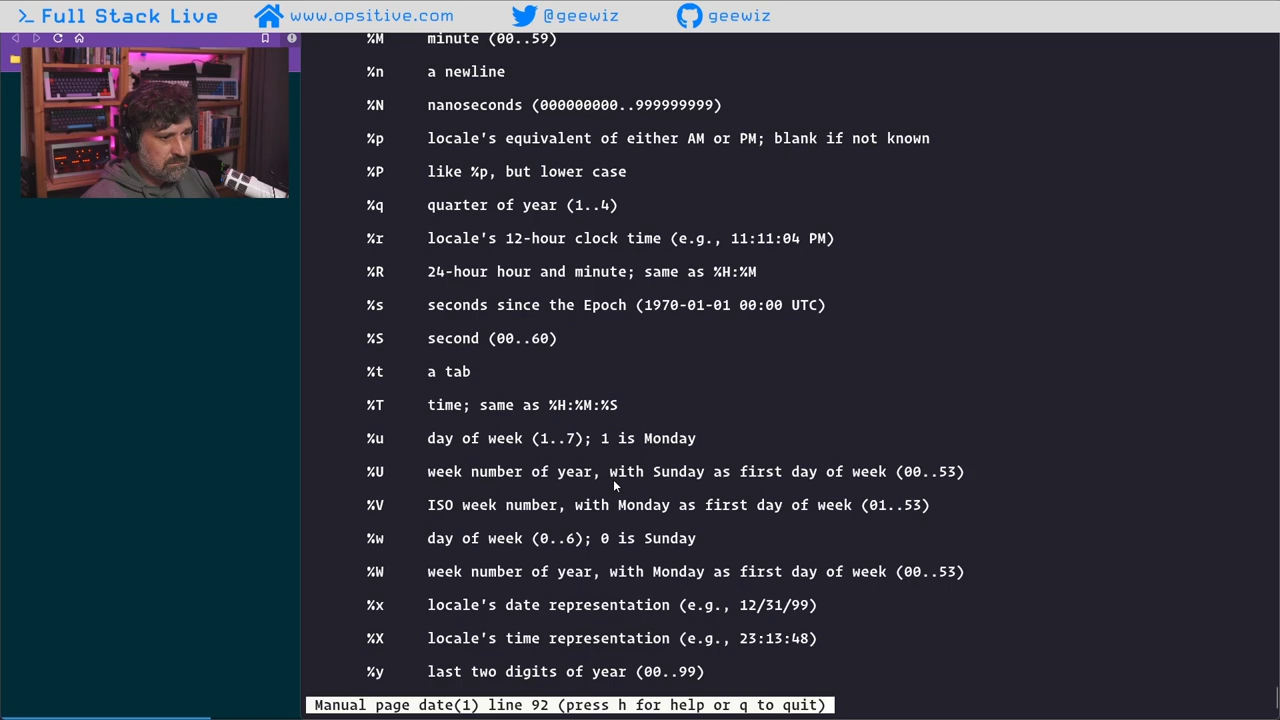 >_ Full Stack Live www.opsitive.com @geewiz geewiz
%M minute (00..59)
%n a newline
%N nanoseconds (000000000..999999999)
%p locale's equivalent of either AM or PM; blank if not known
%P like %p, but lower case
%q quarter of year (1..4)
%r locale's 12-hour clock time (e.g., 11:11:04 PM)
%R 24-hour hour and minute; same as %H:%M
%s seconds since the Epoch (1970-01-01 00:00 UTC)
%S second (00..60)
%t a tab
%T time; same as %H:%M:%S
%u day of week (1..7); 1 is Monday
%U week number of year, with Sunday as first day of week (00..53)
%V ISO week number, with Monday as first day of week (01..53)
%w day of week (0..6); 0 is Sunday
%W week number of year, with Monday as first day of week (00..53)
%x locale's date representation (e.g., 12/31/99)
%X locale's time representation (e.g., 23:13:48)
%y last two digits of year (00..99)
Manual page date(1) line 92 (press h for help or q to quit)